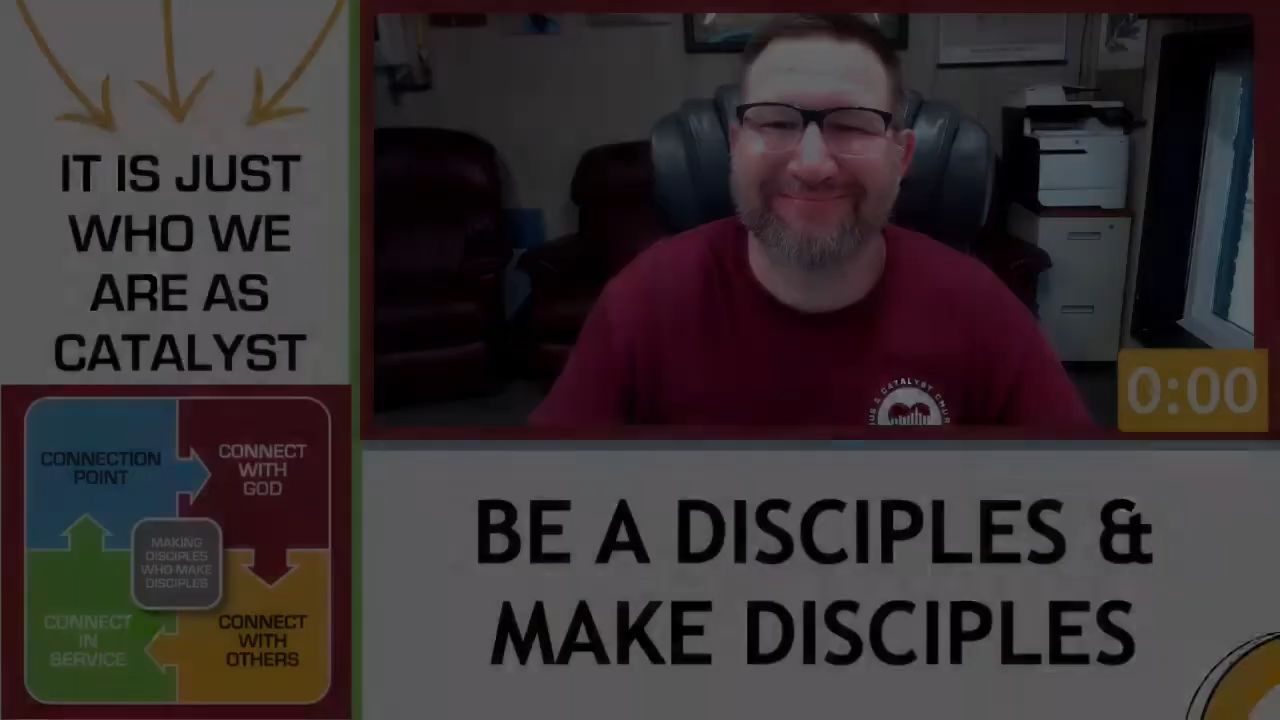 IT IS JUST
WHO WE
ARE AS
CATALYST
CONNECTION
POINT
CONNECT
WITH
GOD
MAKING
DISCIPLES
WHO MAKE
DISCIPLES
CONNECT
IN
SERVICE
CONNECT
WITH
OTHERS
0:00
BE A DISCIPLES &
MAKE DISCIPLES